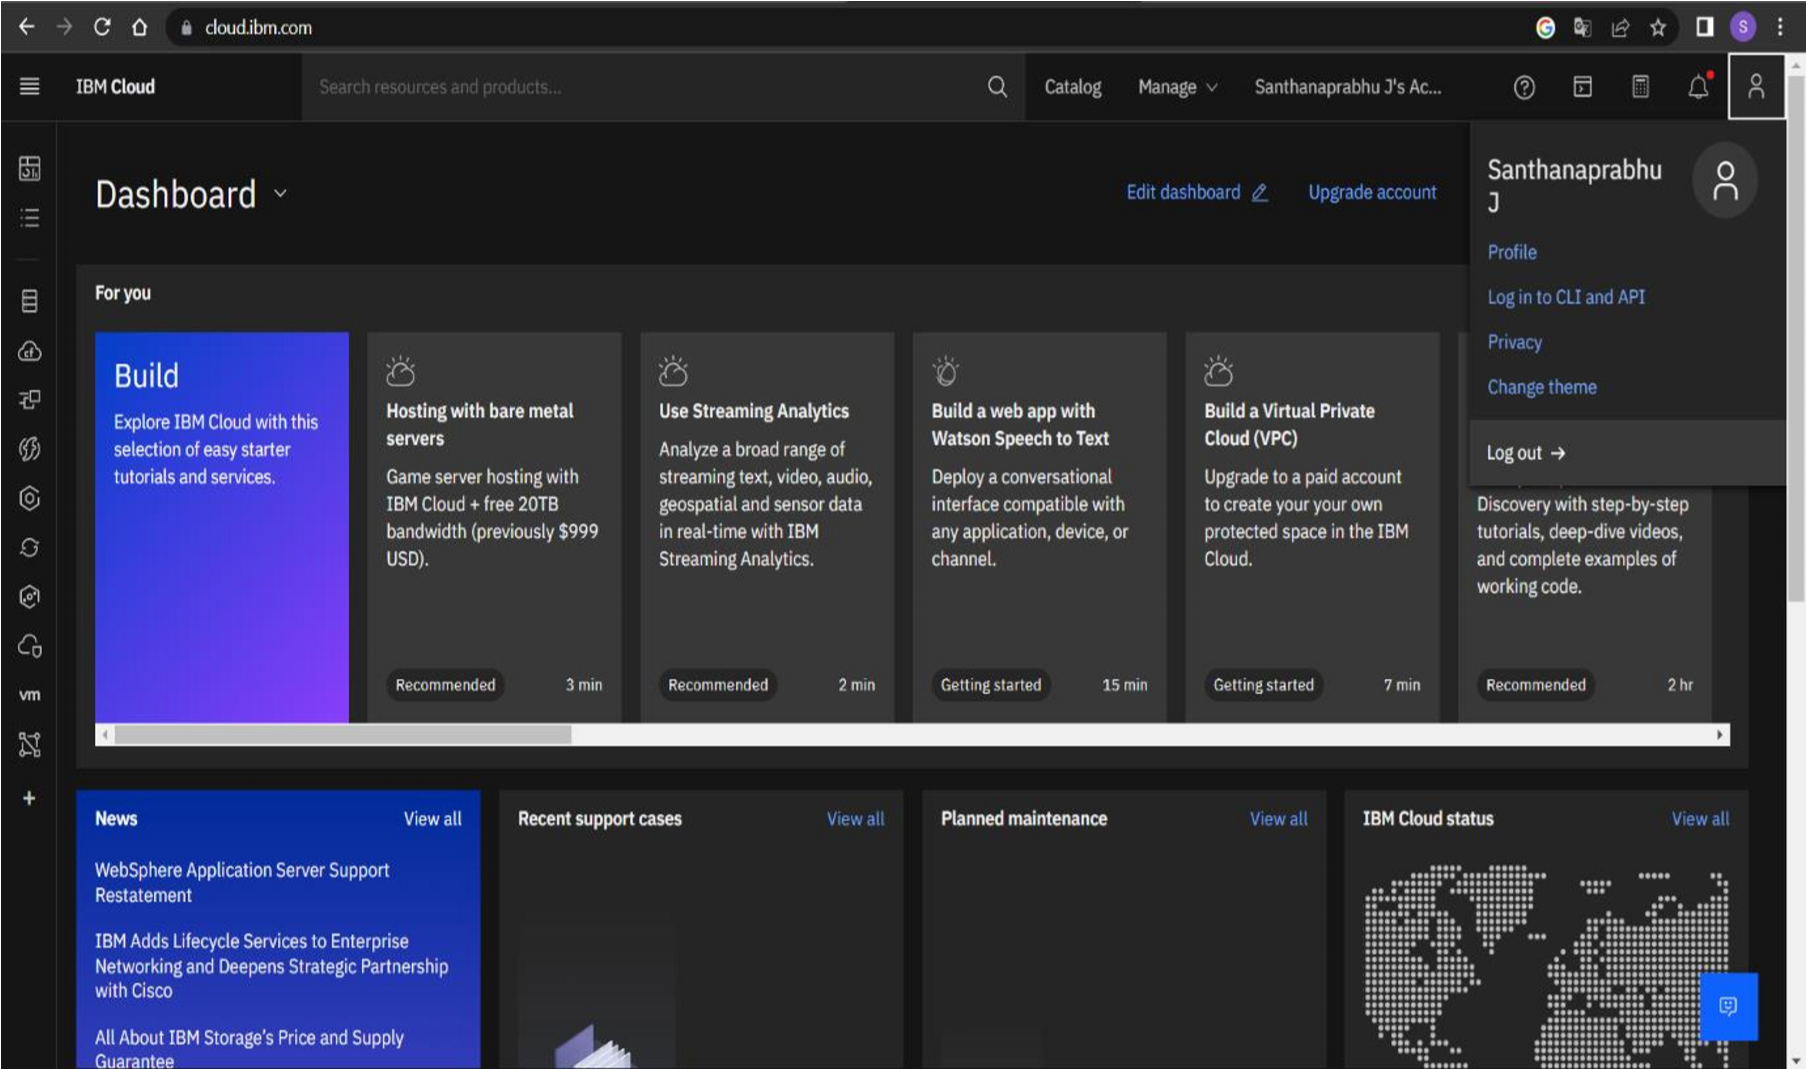 cloud.ibm.com
S
IBM Cloud
Search resources and products...
Catalog
Manage
Santhanaprabhu J's Ac...
Santhanaprabhu
J
Profile
Log in to CLI and API
Privacy
Change theme
Log out →
Dashboard
Edit dashboard
Upgrade account
For you
Build
Explore IBM Cloud with this
selection of easy starter
tutorials and services.
Hosting with bare metal
servers
Game server hosting with
IBM Cloud + free 20TB
bandwidth (previously $999
USD).
Recommended
3 min
Use Streaming Analytics
Analyze a broad range of
streaming text, video, audio,
geospatial and sensor data
in real-time with IBM
Streaming Analytics.
Recommended
2 min
Build a web app with
Watson Speech to Text
Deploy a conversational
interface compatible with
any application, device, or
channel.
Getting started
15 min
Build a Virtual Private
Cloud (VPC)
Upgrade to a paid account
to create your your own
protected space in the IBM
Cloud.
Getting started
7 min
Discovery with step-by-step
tutorials, deep-dive videos,
and complete examples of
working code.
Recommended
2 hr
cf
vm
News
View all
WebSphere Application Server Support
Restatement
IBM Adds Lifecycle Services to Enterprise
Networking and Deepens Strategic Partnership
with Cisco
All About IBM Storage's Price and Supply
Guarantee
Recent support cases
View all
Planned maintenance
View all
IBM Cloud status
View all